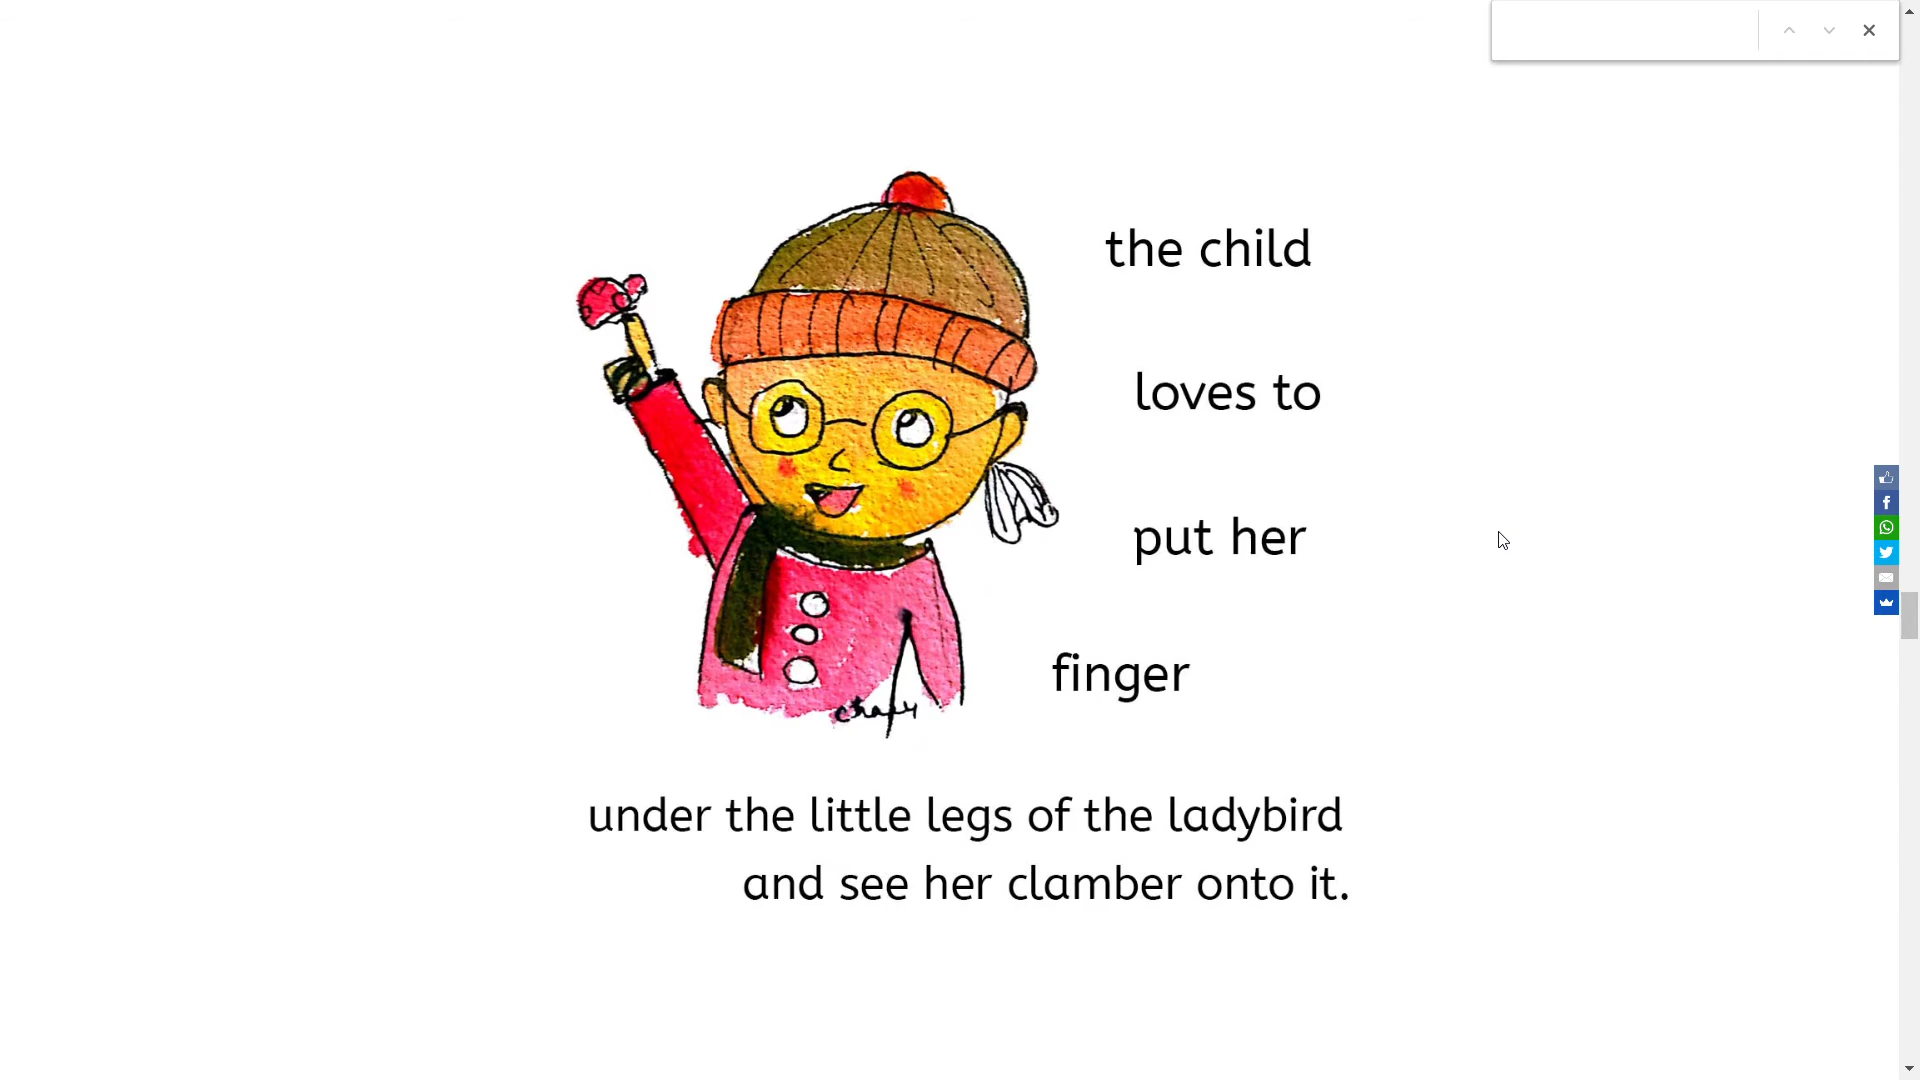 the child
loves to
put her
finger
under the little legs of the ladybird
and see her clamber onto it.